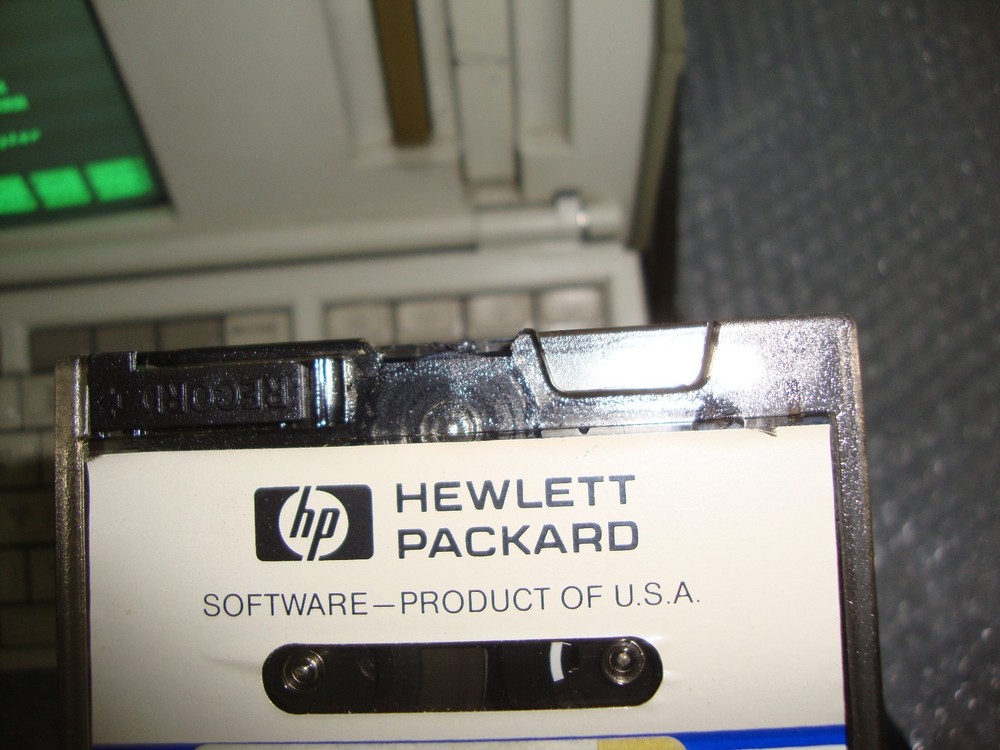 RECORD
hp
HEWLETT
PACKARD
SOFTWARE—PRODUCT OF U.S.A.